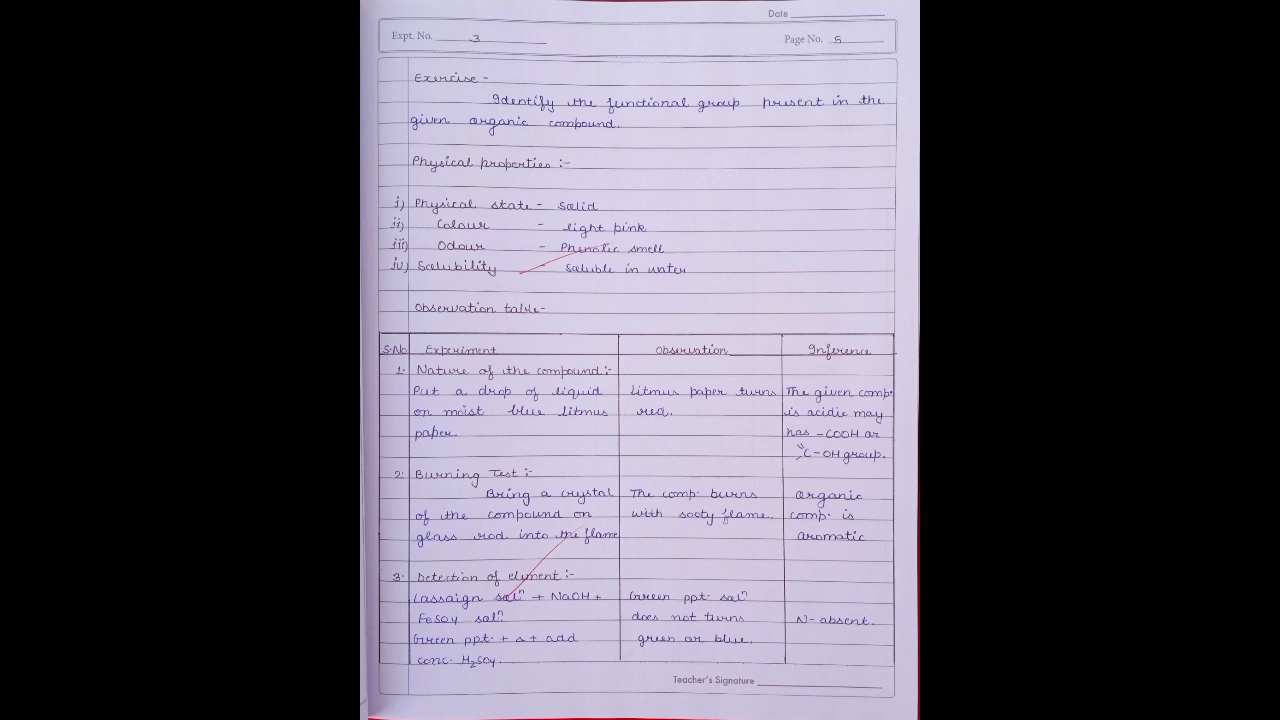 Date
Expt. No. 3 Page No. 5
Exercise -
Identify the functional group present in the
given organic compound.
Physical properties :-
i) Physical state - solid
ii) Colour - light pink
iii) Odour - Phenolic smell
iv) Solubility - soluble in water
Observation table-
S.No Experiment Observation Inference
1. Nature of the compound :-
Put a drop of liquid litmus paper turns The given comp.
on moist blue litmus red. is acidic may
paper. has -COOH or
C-OH group.
2. Burning Test :-
Bring a crystal The comp. burns organic
of the compound on with sooty flame. comp. is
glass rod into the flame aromatic
3. Detection of element :-
Lassaign solⁿ + NaOH + Green ppt. solⁿ
FeSO4 solⁿ. does not turns N- absent.
Green ppt. + Δ + add green or blue.
conc. H₂SO4.
Teacher's Signature